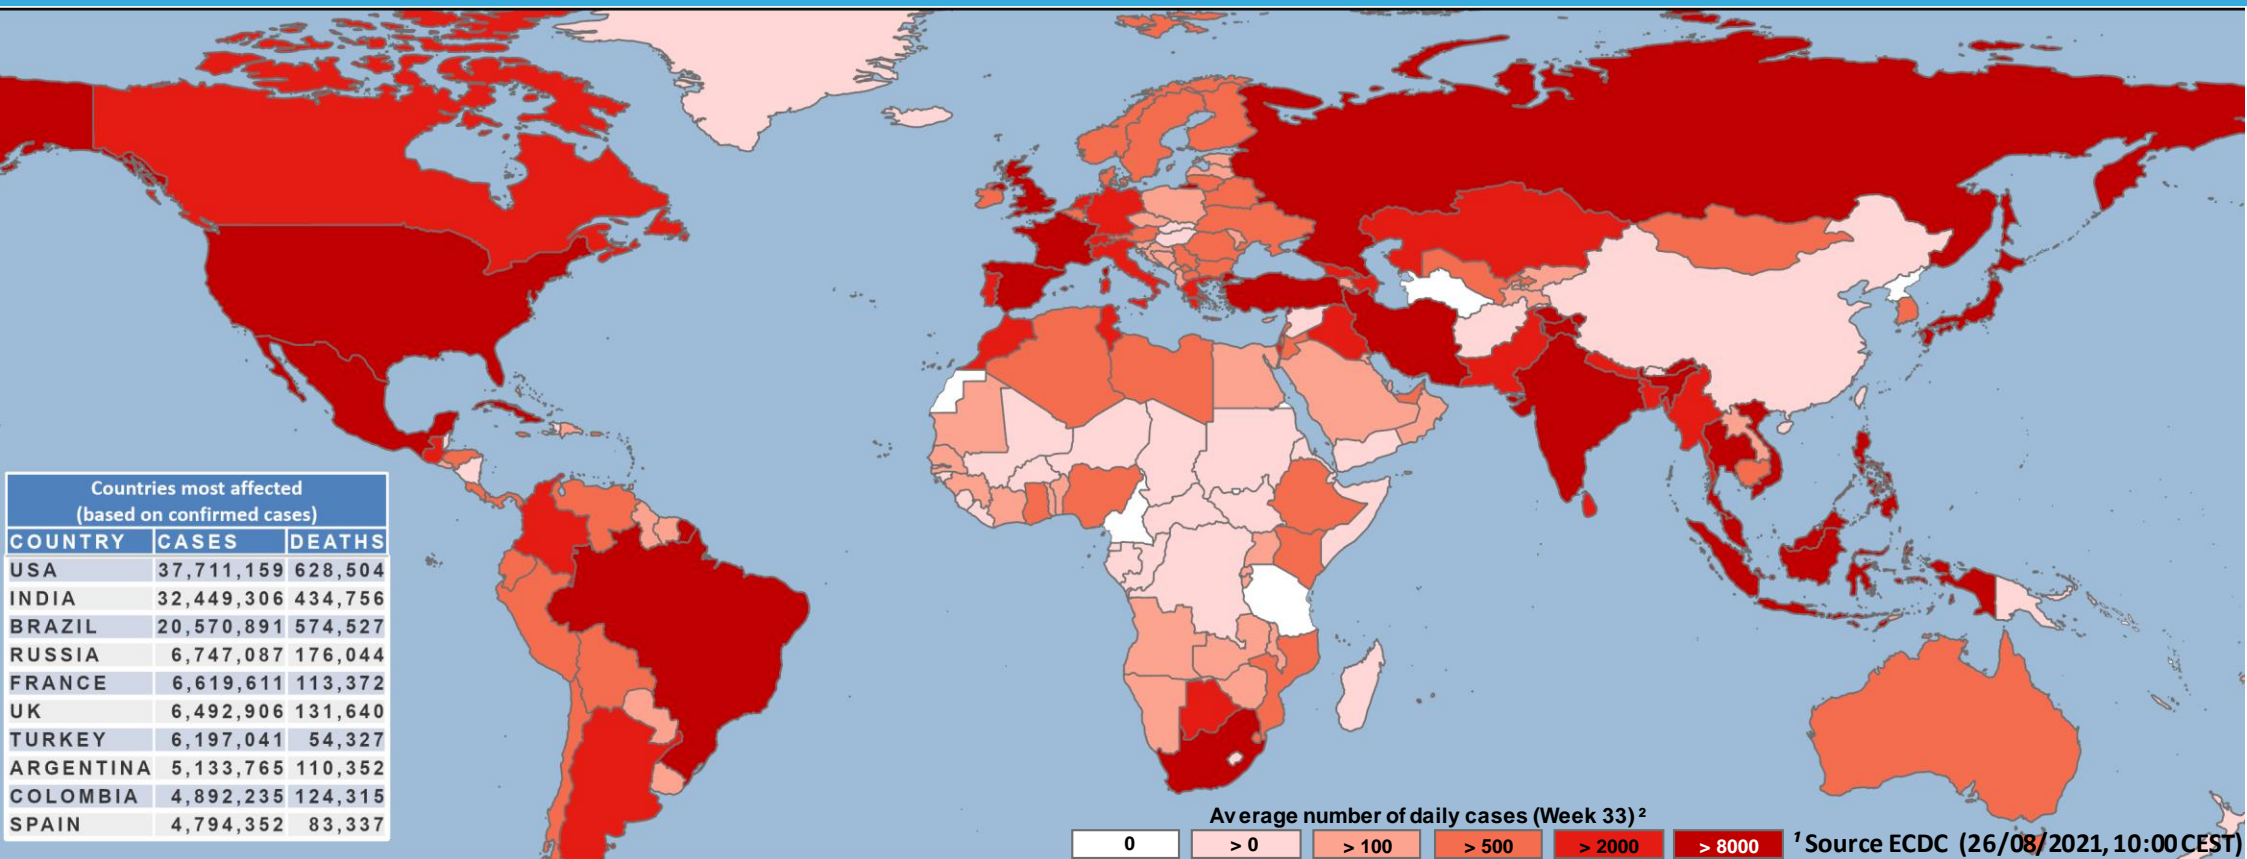 Countries most affected
(based on confirmed cases)
COUNTRY CASES DEATHS
USA 37,711,159 628,504
INDIA 32,449,306 434,756
BRAZIL 20,570,891 574,527
RUSSIA 6,747,087 176,044
FRANCE 6,619,611 113,372
UK 6,492,906 131,640
TURKEY 6,197,041 54,327
ARGENTINA 5,133,765 110,352
COLOMBIA 4,892,235 124,315
SPAIN 4,794,352 83,337
Average number of daily cases (Week 33) ²
0 > 0 > 100 > 500 > 2000 > 8000
¹ Source ECDC (26/08/2021, 10:00 CEST)